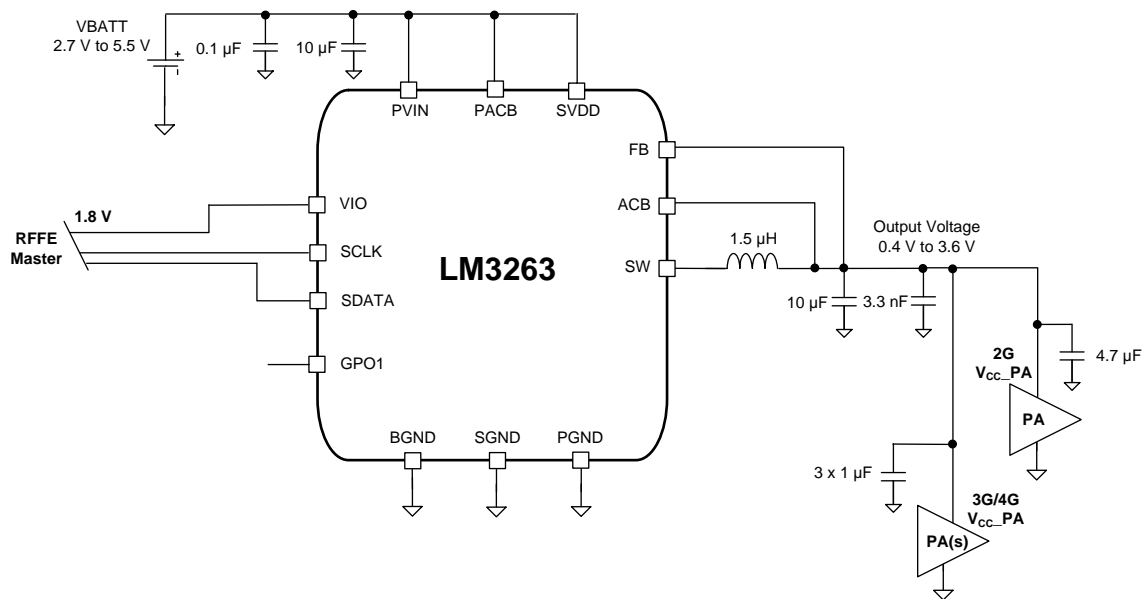 VBATT
2.7 V to 5.5 V
+
0.1 µF
10 µF
PVIN
PACB
SVDD
FB
VIO
1.8 V
ACB
RFFE
Master
Output Voltage
0.4 V to 3.6 V
1.5 µH
SCLK
LM3263
SW
SDATA
10 µF
3.3 nF
GPO1
2G
VCC_PA
4.7 µF
PA
BGND
SGND
PGND
3 x 1 µF
3G/4G
VCC_PA
PA(s)